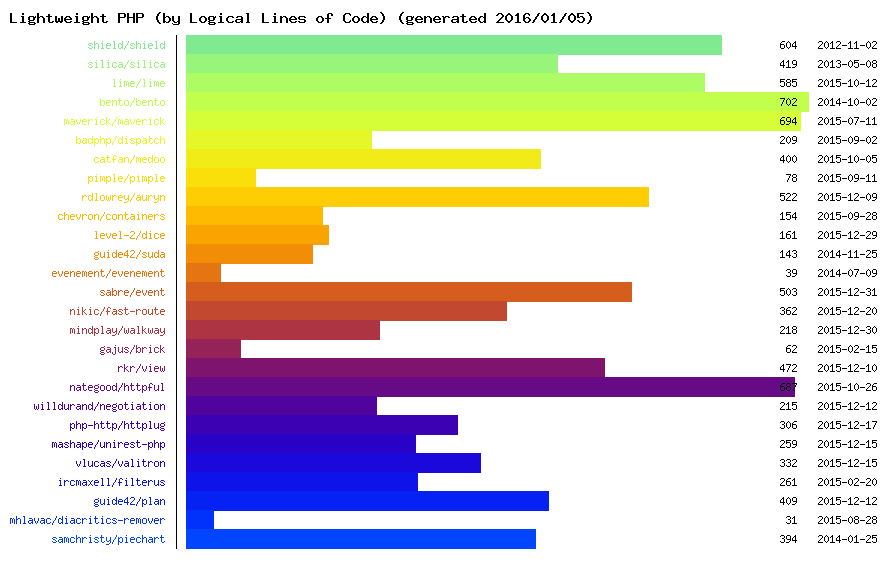 Lightweight PHP (by Logical Lines of Code) (generated 2016/01/05)
shield/shield 604 2012-11-02
silica/silica 419 2013-05-08
lime/lime 585 2015-10-12
bento/bento 702 2014-10-02
maverick/maverick 694 2015-07-11
badphp/dispatch 209 2015-09-02
catfan/medoo 400 2015-10-05
pimple/pimple 78 2015-09-11
rdlowrey/auryn 522 2015-12-09
chevron/containers 154 2015-09-28
level-2/dice 161 2015-12-29
guide42/suda 143 2014-11-25
evenement/evenement 39 2014-07-09
sabre/event 503 2015-12-31
nikic/fast-route 362 2015-12-20
mindplay/walkway 218 2015-12-30
gajus/brick 62 2015-02-15
rkr/view 472 2015-12-10
nategood/httpful 687 2015-10-26
willdurand/negotiation 215 2015-12-12
php-http/httplug 306 2015-12-17
mashape/unirest-php 259 2015-12-15
vlucas/valitron 332 2015-12-15
ircmaxell/filterus 261 2015-02-20
guide42/plan 409 2015-12-12
mhlavac/diacritics-remover 31 2015-08-28
samchristy/piechart 394 2014-01-25